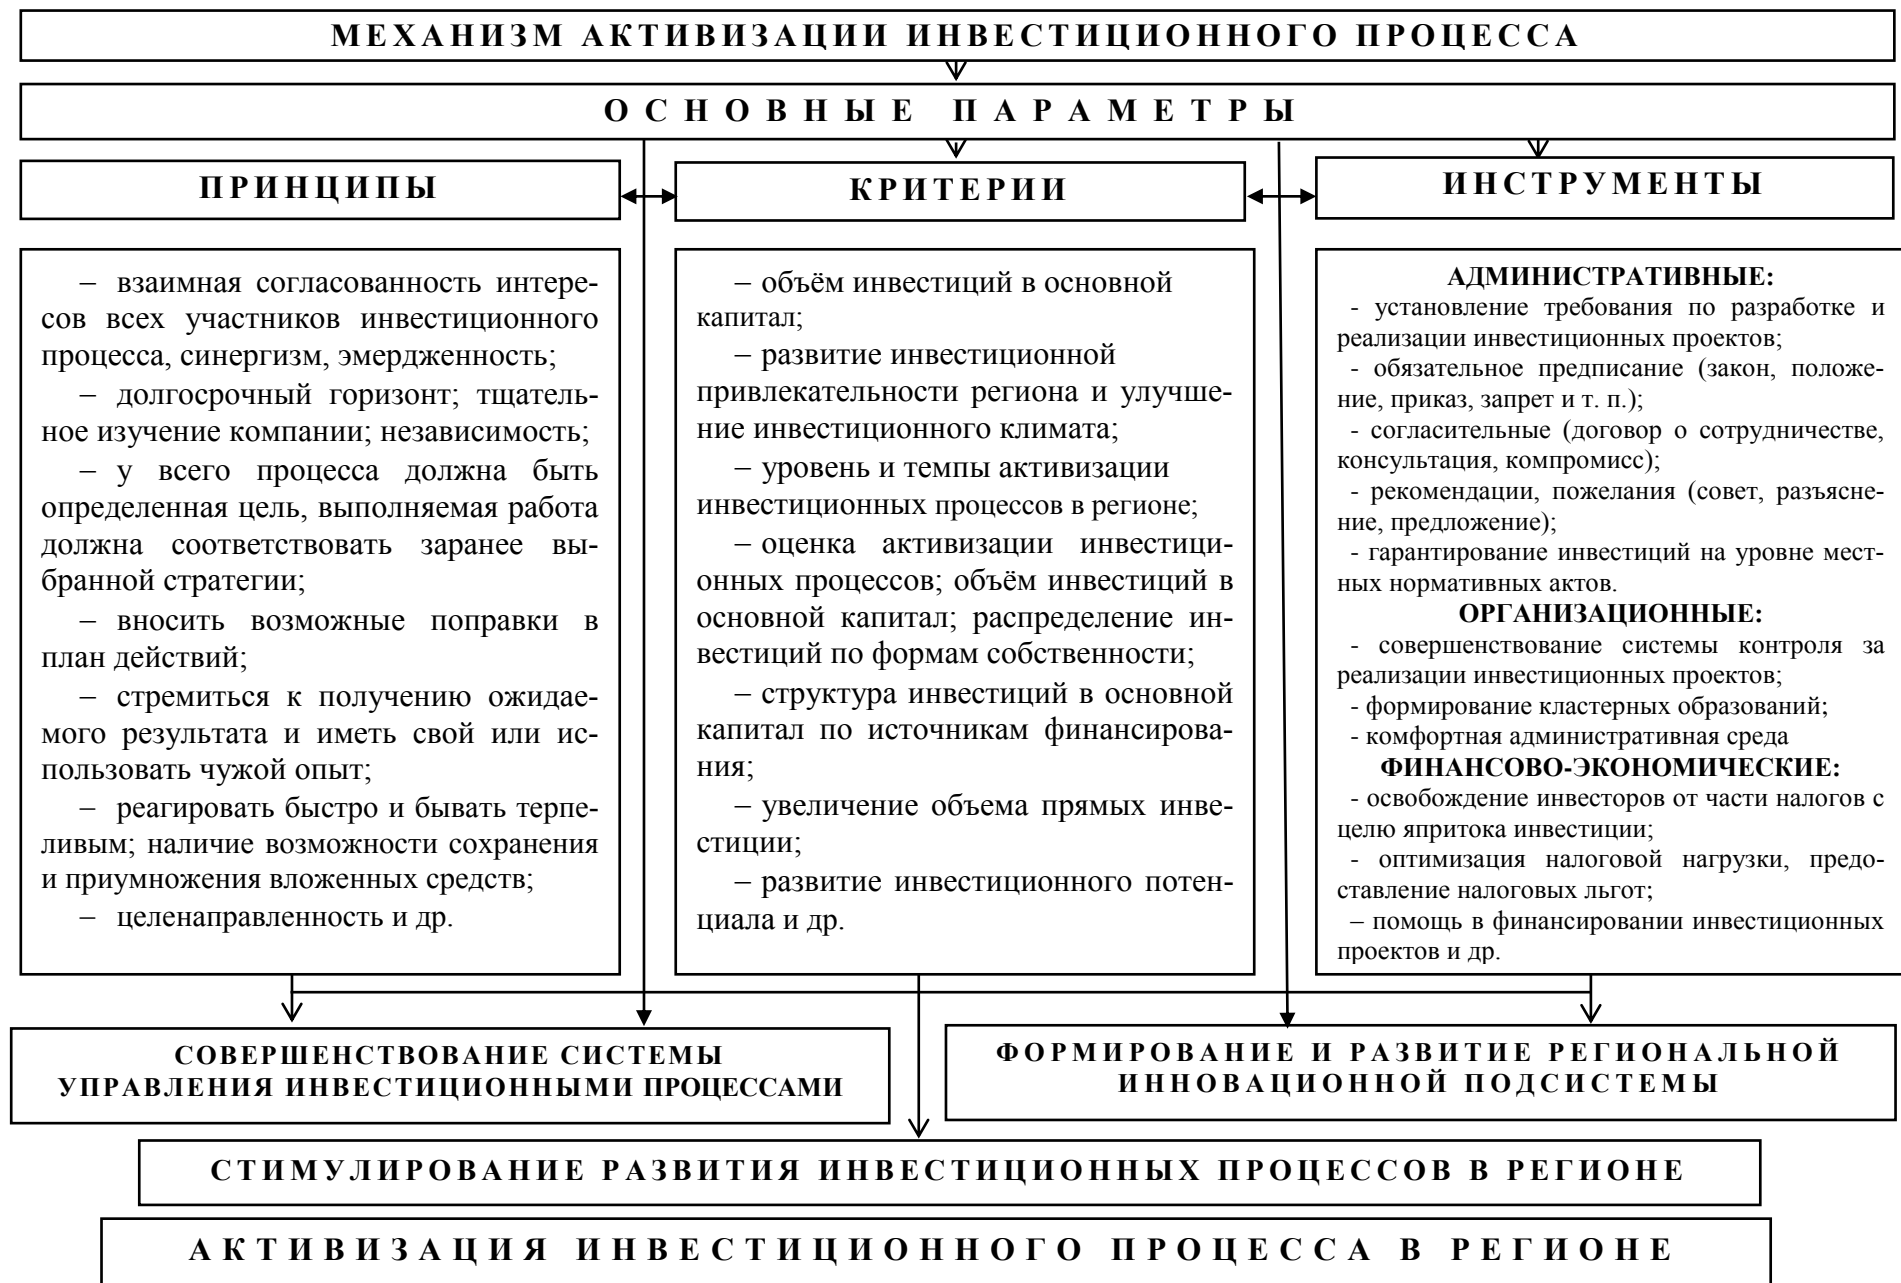 МЕХАНИЗМ АКТИВИЗАЦИИ ИНВЕСТИЦИОННОГО ПРОЦЕССА
ОСНОВНЫЕ ПАРАМЕТРЫ
ПРИНЦИПЫ
КРИТЕРИИ
ИНСТРУМЕНТЫ
– взаимная согласованность интере-
сов всех участников инвестиционного
процесса, синергизм, эмердженность;
– долгосрочный горизонт; тщатель-
ное изучение компании; независимость;
– у всего процесса должна быть
определенная цель, выполняемая работа
должна соответствовать заранее вы-
бранной стратегии;
– вносить возможные поправки в
план действий;
– стремиться к получению ожидае-
мого результата и иметь свой или ис-
пользовать чужой опыт;
– реагировать быстро и бывать терпе-
ливым; наличие возможности сохранения
и приумножения вложенных средств;
– целенаправленность и др.
– объём инвестиций в основной
капитал;
– развитие инвестиционной
привлекательности региона и улучше-
ние инвестиционного климата;
– уровень и темпы активизации
инвестиционных процессов в регионе;
– оценка активизации инвестици-
онных процессов; объём инвестиций в
основной капитал; распределение ин-
вестиций по формам собственности;
– структура инвестиций в основной
капитал по источникам финансирова-
ния;
– увеличение объема прямых инве-
стиции;
– развитие инвестиционного потен-
циала и др.
АДМИНИСТРАТИВНЫЕ:
- установление требования по разработке и
реализации инвестиционных проектов;
- обязательное предписание (закон, положе-
ние, приказ, запрет и т. п.);
- согласительные (договор о сотрудничестве,
консультация, компромисс);
- рекомендации, пожелания (совет, разъясне-
ние, предложение);
- гарантирование инвестиций на уровне мест-
ных нормативных актов.
ОРГАНИЗАЦИОННЫЕ:
- совершенствование системы контроля за
реализации инвестиционных проектов;
- формирование кластерных образований;
- комфортная административная среда
ФИНАНСОВО-ЭКОНОМИЧЕСКИЕ:
- освобождение инвесторов от части налогов с
целю япритока инвестиции;
- оптимизация налоговой нагрузки, предо-
ставление налоговых льгот;
– помощь в финансировании инвестиционных
проектов и др.
СОВЕРШЕНСТВОВАНИЕ СИСТЕМЫ
УПРАВЛЕНИЯ ИНВЕСТИЦИОННЫМИ ПРОЦЕССАМИ
ФОРМИРОВАНИЕ И РАЗВИТИЕ РЕГИОНАЛЬНОЙ
ИННОВАЦИОННОЙ ПОДСИСТЕМЫ
СТИМУЛИРОВАНИЕ РАЗВИТИЯ ИНВЕСТИЦИОННЫХ ПРОЦЕССОВ В РЕГИОНЕ
АКТИВИЗАЦИЯ ИНВЕСТИЦИОННОГО ПРОЦЕССА В РЕГИОНЕ